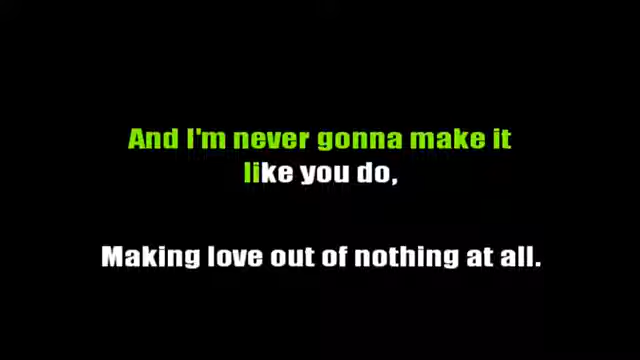 And I'm never gonna make it
like you do,
Making love out of nothing at all.